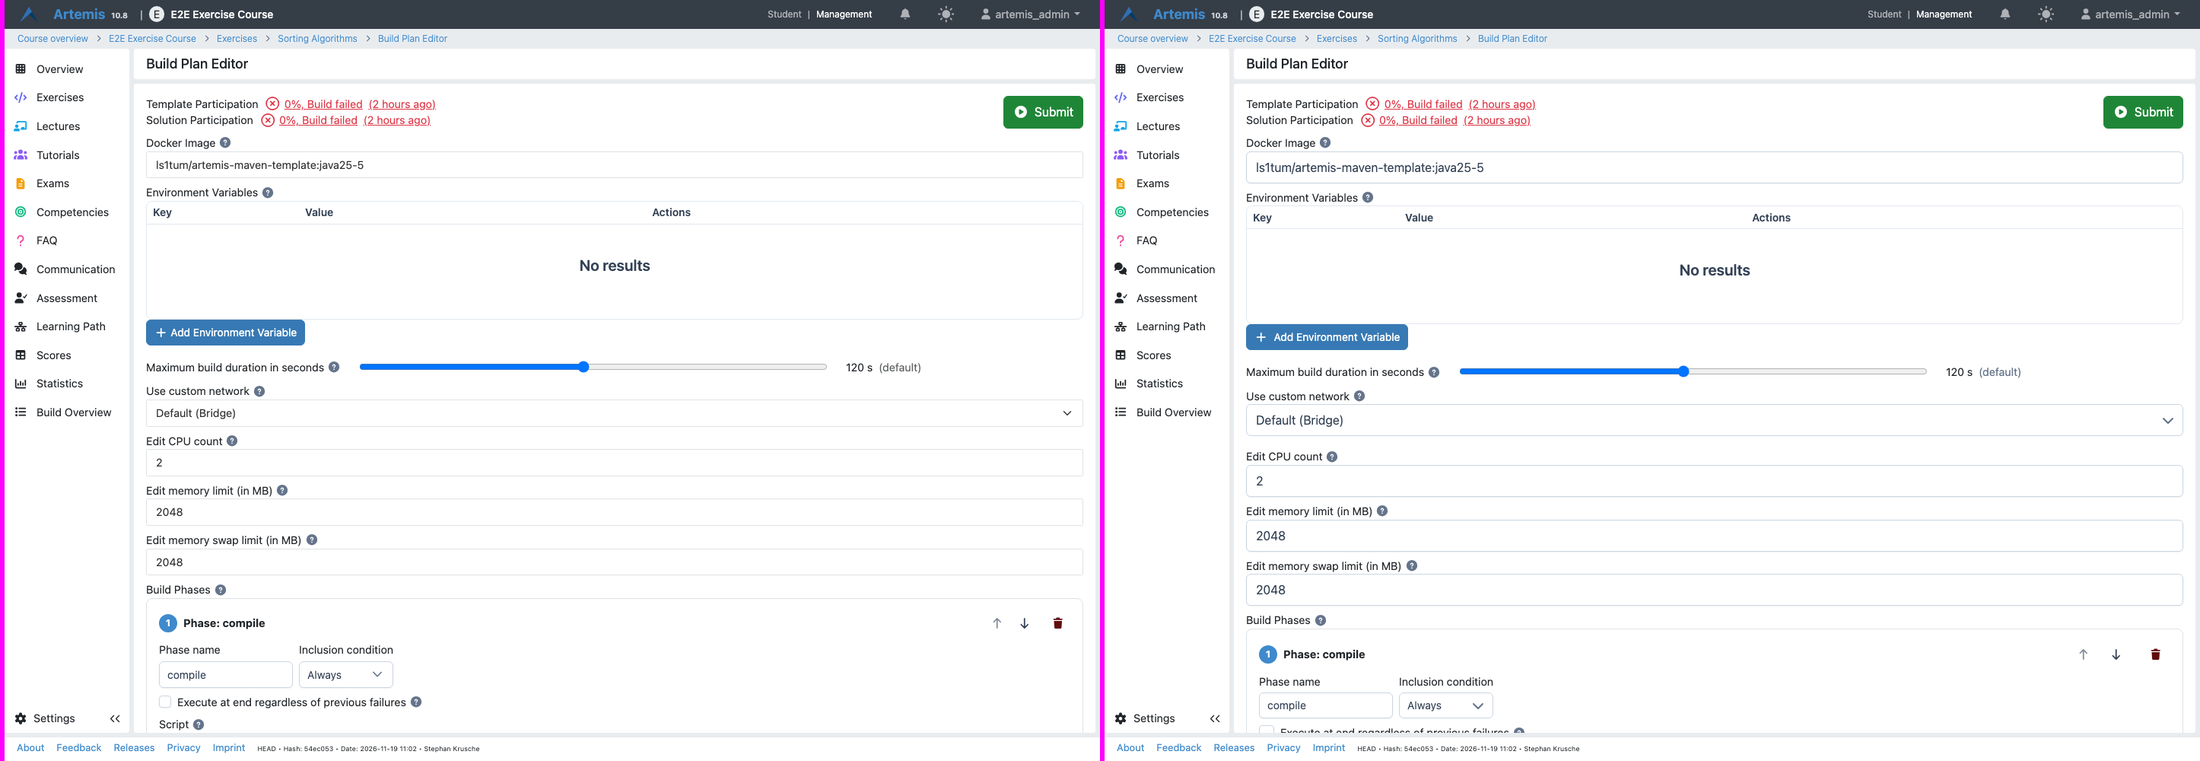 Artemis 10.8 | E E2E Exercise Course Student | Management artemis_admin
Course overview > E2E Exercise Course > Exercises > Sorting Algorithms > Build Plan Editor
Overview
Exercises
Lectures
Tutorials
Exams
Competencies
FAQ
Communication
Assessment
Learning Path
Scores
Statistics
Build Overview
Settings
Build Plan Editor
Template Participation 0%, Build failed (2 hours ago)
Solution Participation 0%, Build failed (2 hours ago)
Submit
Docker Image ?
ls1tum/artemis-maven-template:java25-5
Environment Variables ?
Key Value Actions
No results
+ Add Environment Variable
Maximum build duration in seconds ? 120 s (default)
Use custom network ?
Default (Bridge)
Edit CPU count ?
2
Edit memory limit (in MB) ?
2048
Edit memory swap limit (in MB) ?
2048
Build Phases ?
1 Phase: compile
Phase name Inclusion condition
compile Always
Execute at end regardless of previous failures ?
Script ?
About Feedback Releases Privacy Imprint HEAD • Hash: 54ec053 • Date: 2026-11-19 11:02 • Stephan Krusche
Artemis 10.8 | E E2E Exercise Course Student | Management artemis_admin
Course overview > E2E Exercise Course > Exercises > Sorting Algorithms > Build Plan Editor
Overview
Exercises
Lectures
Tutorials
Exams
Competencies
FAQ
Communication
Assessment
Learning Path
Scores
Statistics
Build Overview
Settings
Build Plan Editor
Template Participation 0%, Build failed (2 hours ago)
Solution Participation 0%, Build failed (2 hours ago)
Submit
Docker Image ?
ls1tum/artemis-maven-template:java25-5
Environment Variables ?
Key Value Actions
No results
+ Add Environment Variable
Maximum build duration in seconds ? 120 s (default)
Use custom network ?
Default (Bridge)
Edit CPU count ?
2
Edit memory limit (in MB) ?
2048
Edit memory swap limit (in MB) ?
2048
Build Phases ?
1 Phase: compile
Phase name Inclusion condition
compile Always
Execute at end regardless of previous failures ?
About Feedback Releases Privacy Imprint HEAD • Hash: 54ec053 • Date: 2026-11-19 11:02 • Stephan Krusche